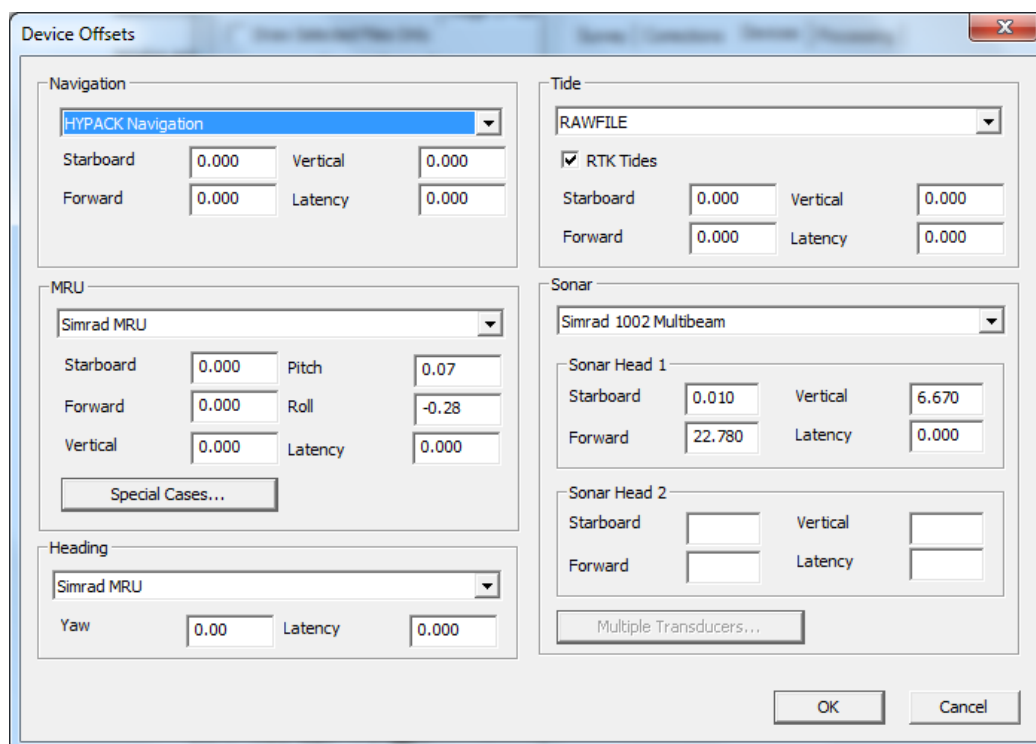 Device Offsets
Navigation
HYPACK Navigation
Starboard 0.000 Vertical 0.000
Forward 0.000 Latency 0.000
MRU
Simrad MRU
Starboard 0.000 Pitch 0.07
Forward 0.000 Roll -0.28
Vertical 0.000 Latency 0.000
Special Cases...
Heading
Simrad MRU
Yaw 0.00 Latency 0.000
Tide
RAWFILE
RTK Tides
Starboard 0.000 Vertical 0.000
Forward 0.000 Latency 0.000
Sonar
Simrad 1002 Multibeam
Sonar Head 1
Starboard 0.010 Vertical 6.670
Forward 22.780 Latency 0.000
Sonar Head 2
Starboard Vertical
Forward Latency
Multiple Transducers...
OK Cancel